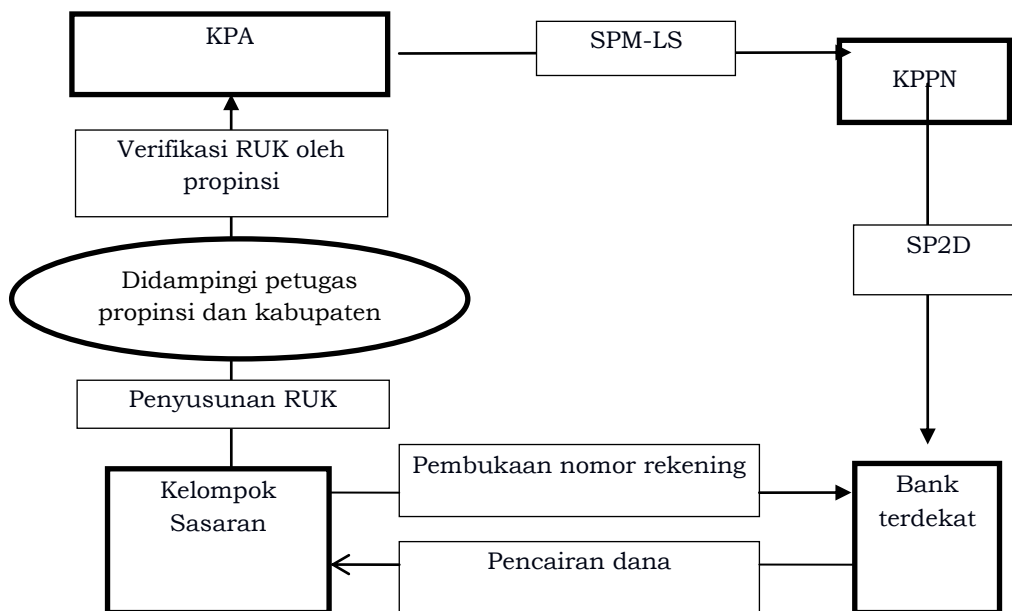 KPA
SPM-LS
KPPN
Verifikasi RUK oleh
propinsi
SP2D
Didampingi petugas
propinsi dan kabupaten
Penyusunan RUK
Kelompok
Sasaran
Pembukaan nomor rekening
Bank
terdekat
Pencairan dana